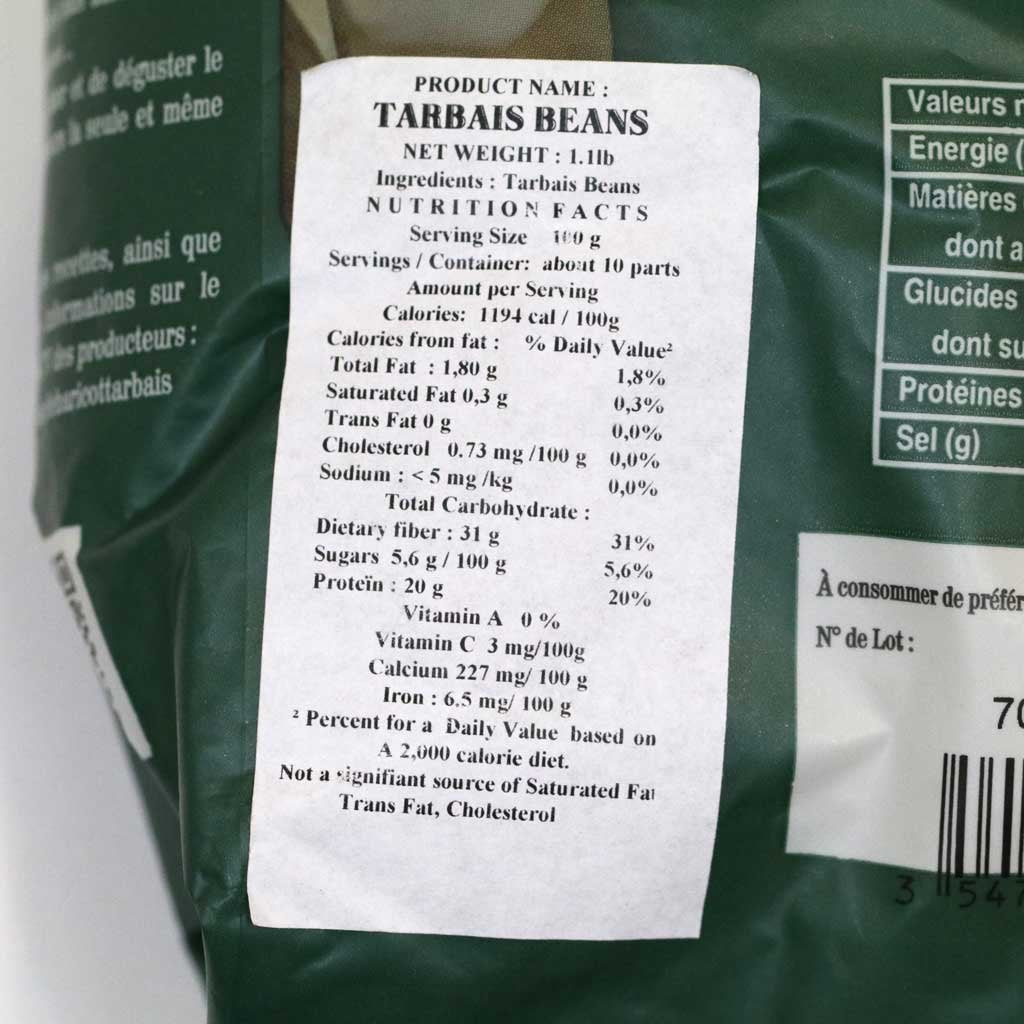 et de déguster le
la seule et même
ainsi que
sur le
des producteurs :
PRODUCT NAME :
TARBAIS BEANS
NET WEIGHT : 1.1lb
Ingredients : Tarbais Beans
NUTRITION FACTS
Serving Size 100 g
Servings / Container: about 10 parts
Amount per Serving
Calories: 1194 cal / 100g
Calories from fat : % Daily Value²
Total Fat : 1,80 g 1,8%
Saturated Fat 0,3 g 0,3%
Trans Fat 0 g 0,0%
Cholesterol 0.73 mg /100 g 0,0%
Sodium : < 5 mg /kg 0,0%
Total Carbohydrate :
Dietary fiber : 31 g 31%
Sugars 5,6 g / 100 g 5,6%
Proteïn : 20 g 20%
Vitamin A 0 %
Vitamin C 3 mg/100g
Calcium 227 mg/ 100 g
Iron : 6.5 mg/ 100 g
² Percent for a Daily Value based on
A 2,000 calorie diet.
Not a signifiant source of Saturated Fat
Trans Fat, Cholesterol
Valeurs
Energie (
Matières
dont
Glucides
dont
Protéines
Sel (g)
À consommer de préfér
N° de Lot :
70
3 547